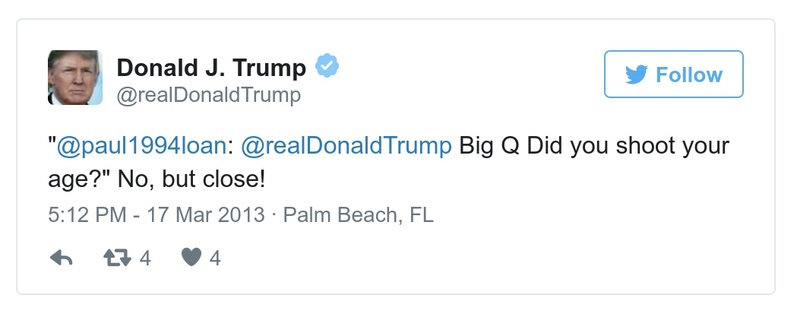 Donald J. Trump
@realDonaldTrump
Follow
"@paul1994loan: @realDonaldTrump Big Q Did you shoot your
age?" No, but close!
5:12 PM - 17 Mar 2013 · Palm Beach, FL
4 4